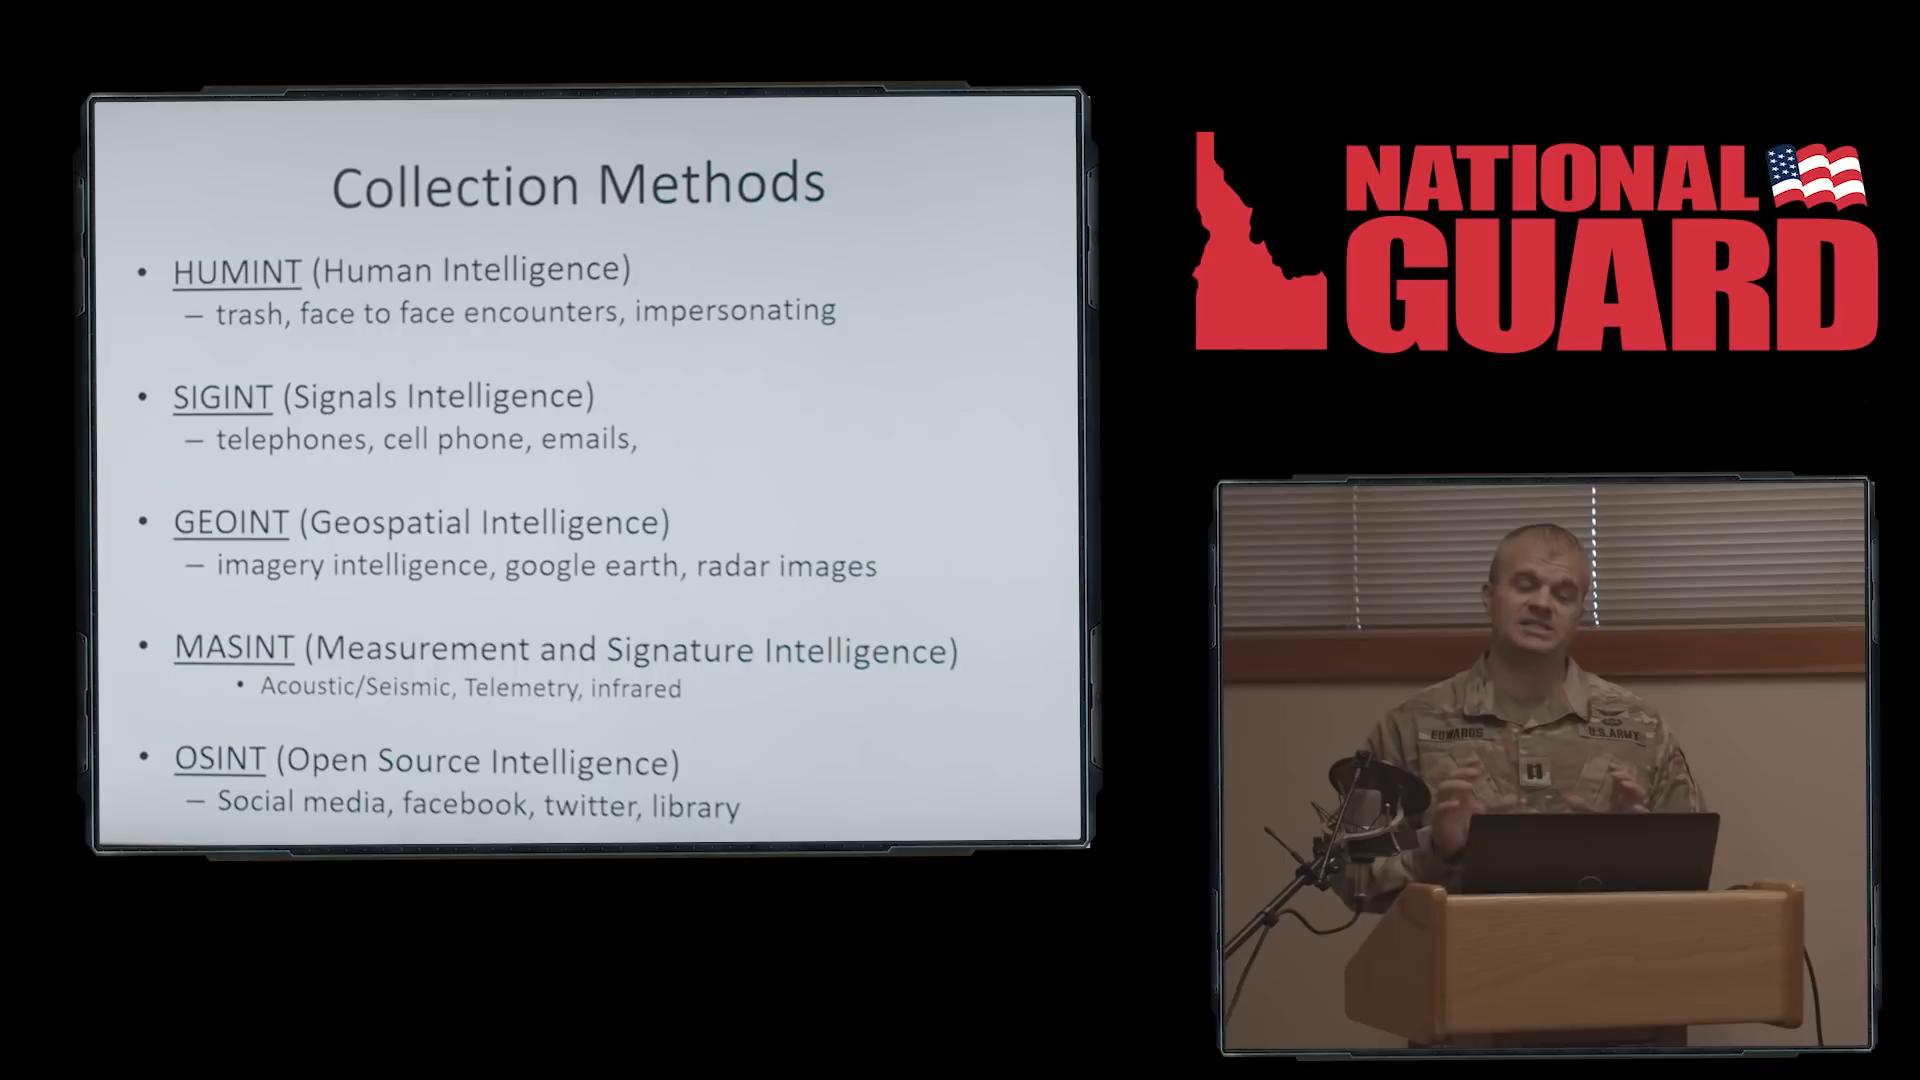 Collection Methods
• HUMINT (Human Intelligence)
– trash, face to face encounters, impersonating
• SIGINT (Signals Intelligence)
– telephones, cell phone, emails,
• GEOINT (Geospatial Intelligence)
– imagery intelligence, google earth, radar images
• MASINT (Measurement and Signature Intelligence)
• Acoustic/Seismic, Telemetry, infrared
• OSINT (Open Source Intelligence)
– Social media, facebook, twitter, library
NATIONAL
GUARD
EDWARDS
U.S. ARMY